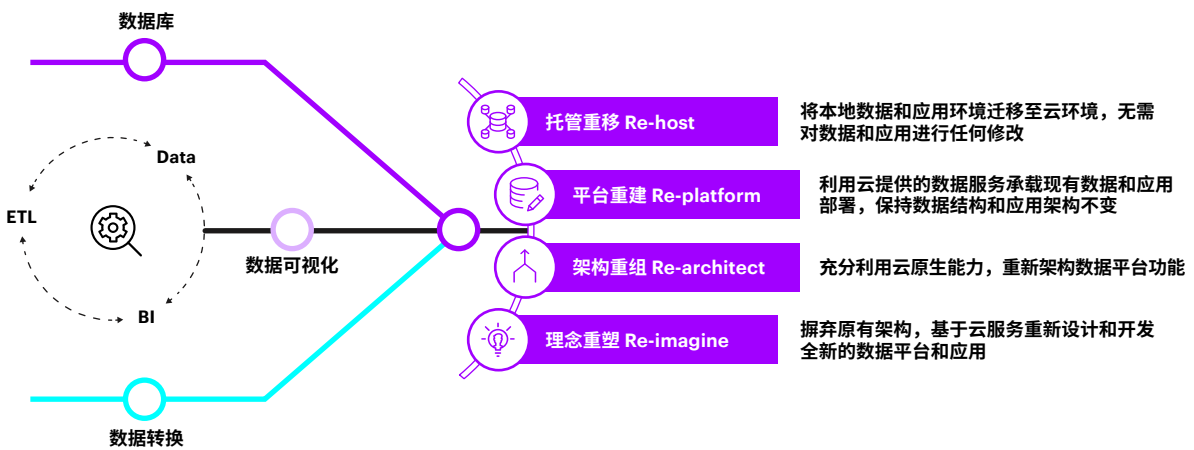 数据库
Data
ETL
BI
数据可视化
数据转换
托管重移 Re-host
将本地数据和应用环境迁移至云环境，无需
对数据和应用进行任何修改
平台重建 Re-platform
利用云提供的数据服务承载现有数据和应用
部署，保持数据结构和应用架构不变
架构重组 Re-architect
充分利用云原生能力，重新架构数据平台功能
理念重塑 Re-imagine
摒弃原有架构，基于云服务重新设计和开发
全新的数据平台和应用